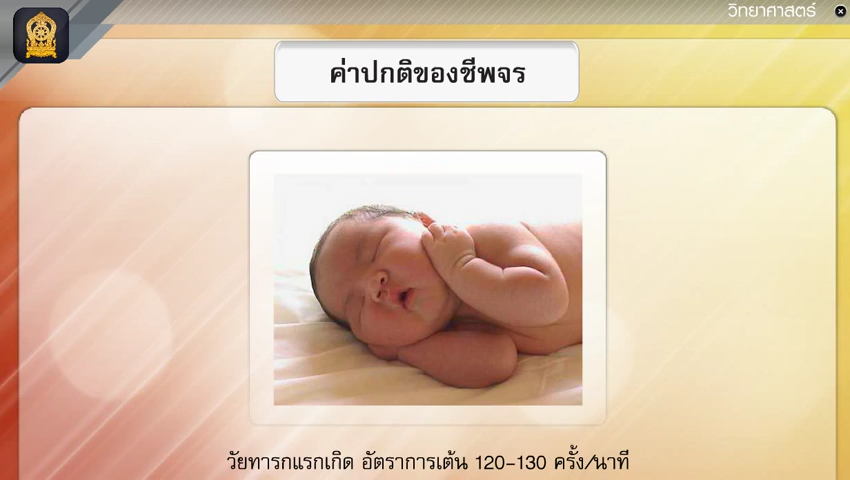 วิทยาศาสตร์
ค่าปกติของชีพจร
วัยทารกแรกเกิด อัตราการเต้น 120-130 ครั้ง/นาที